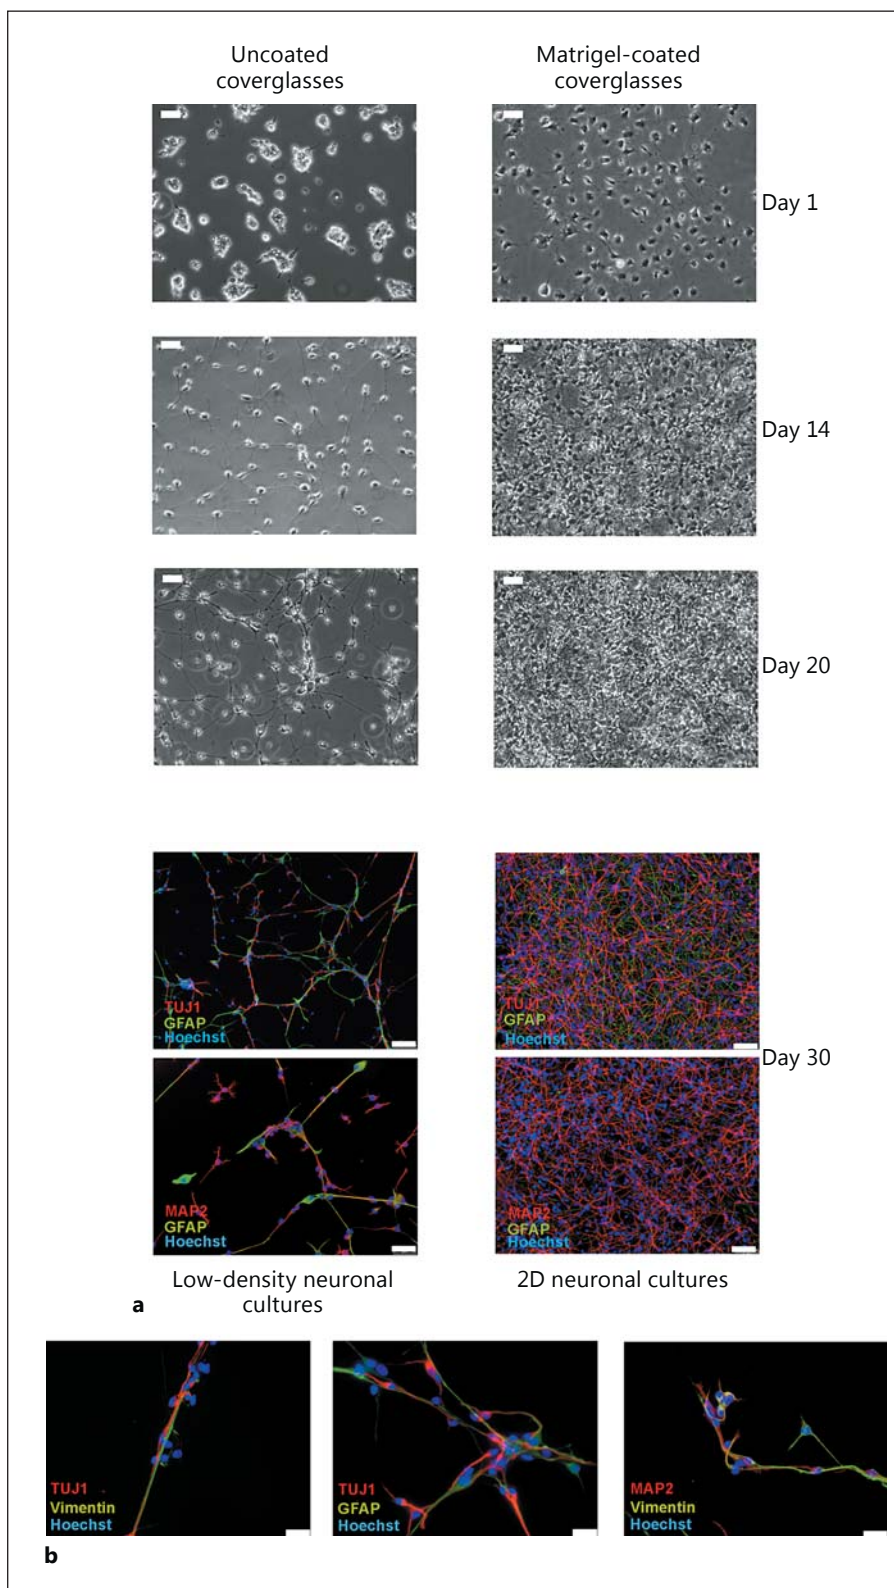 Uncoated
coverglasses
Matrigel-coated
coverglasses
Day 1
Day 14
Day 20
TUJ1
GFAP
Hoechst
TUJ1
GFAP
Hoechst
Day 30
MAP2
GFAP
Hoechst
MAP2
GFAP
Hoechst
Low-density neuronal
cultures
2D neuronal cultures
a
TUJ1
Vimentin
Hoechst
TUJ1
GFAP
Hoechst
MAP2
Vimentin
Hoechst
b